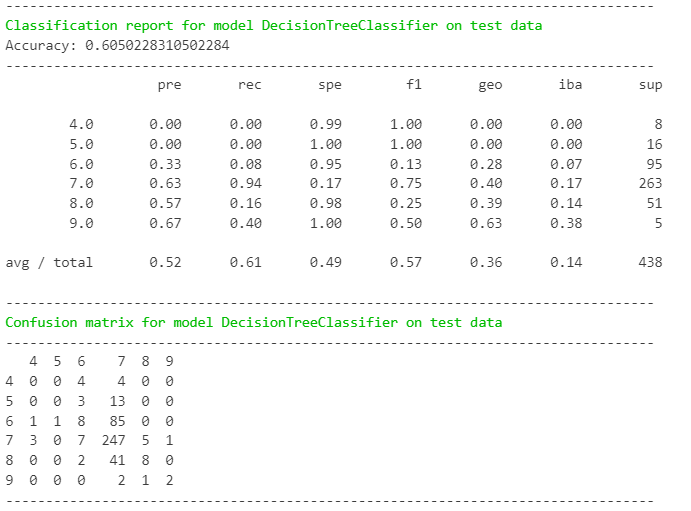 --------------------------------------------------------------------------------
Classification report for model DecisionTreeClassifier on test data
Accuracy: 0.6050228310502284
--------------------------------------------------------------------------------
                   pre       rec       spe        f1       geo       iba       sup

        4.0       0.00      0.00      0.99      1.00      0.00      0.00         8
        5.0       0.00      0.00      1.00      1.00      0.00      0.00        16
        6.0       0.33      0.08      0.95      0.13      0.28      0.07        95
        7.0       0.63      0.94      0.17      0.75      0.40      0.17       263
        8.0       0.57      0.16      0.98      0.25      0.39      0.14        51
        9.0       0.67      0.40      1.00      0.50      0.63      0.38         5

avg / total       0.52      0.61      0.49      0.57      0.36      0.14       438

--------------------------------------------------------------------------------
Confusion matrix for model DecisionTreeClassifier on test data
--------------------------------------------------------------------------------
   4  5  6    7  8  9
4  0  0  4    4  0  0
5  0  0  3   13  0  0
6  1  1  8   85  0  0
7  3  0  7  247  5  1
8  0  0  2   41  8  0
9  0  0  0    2  1  2
--------------------------------------------------------------------------------